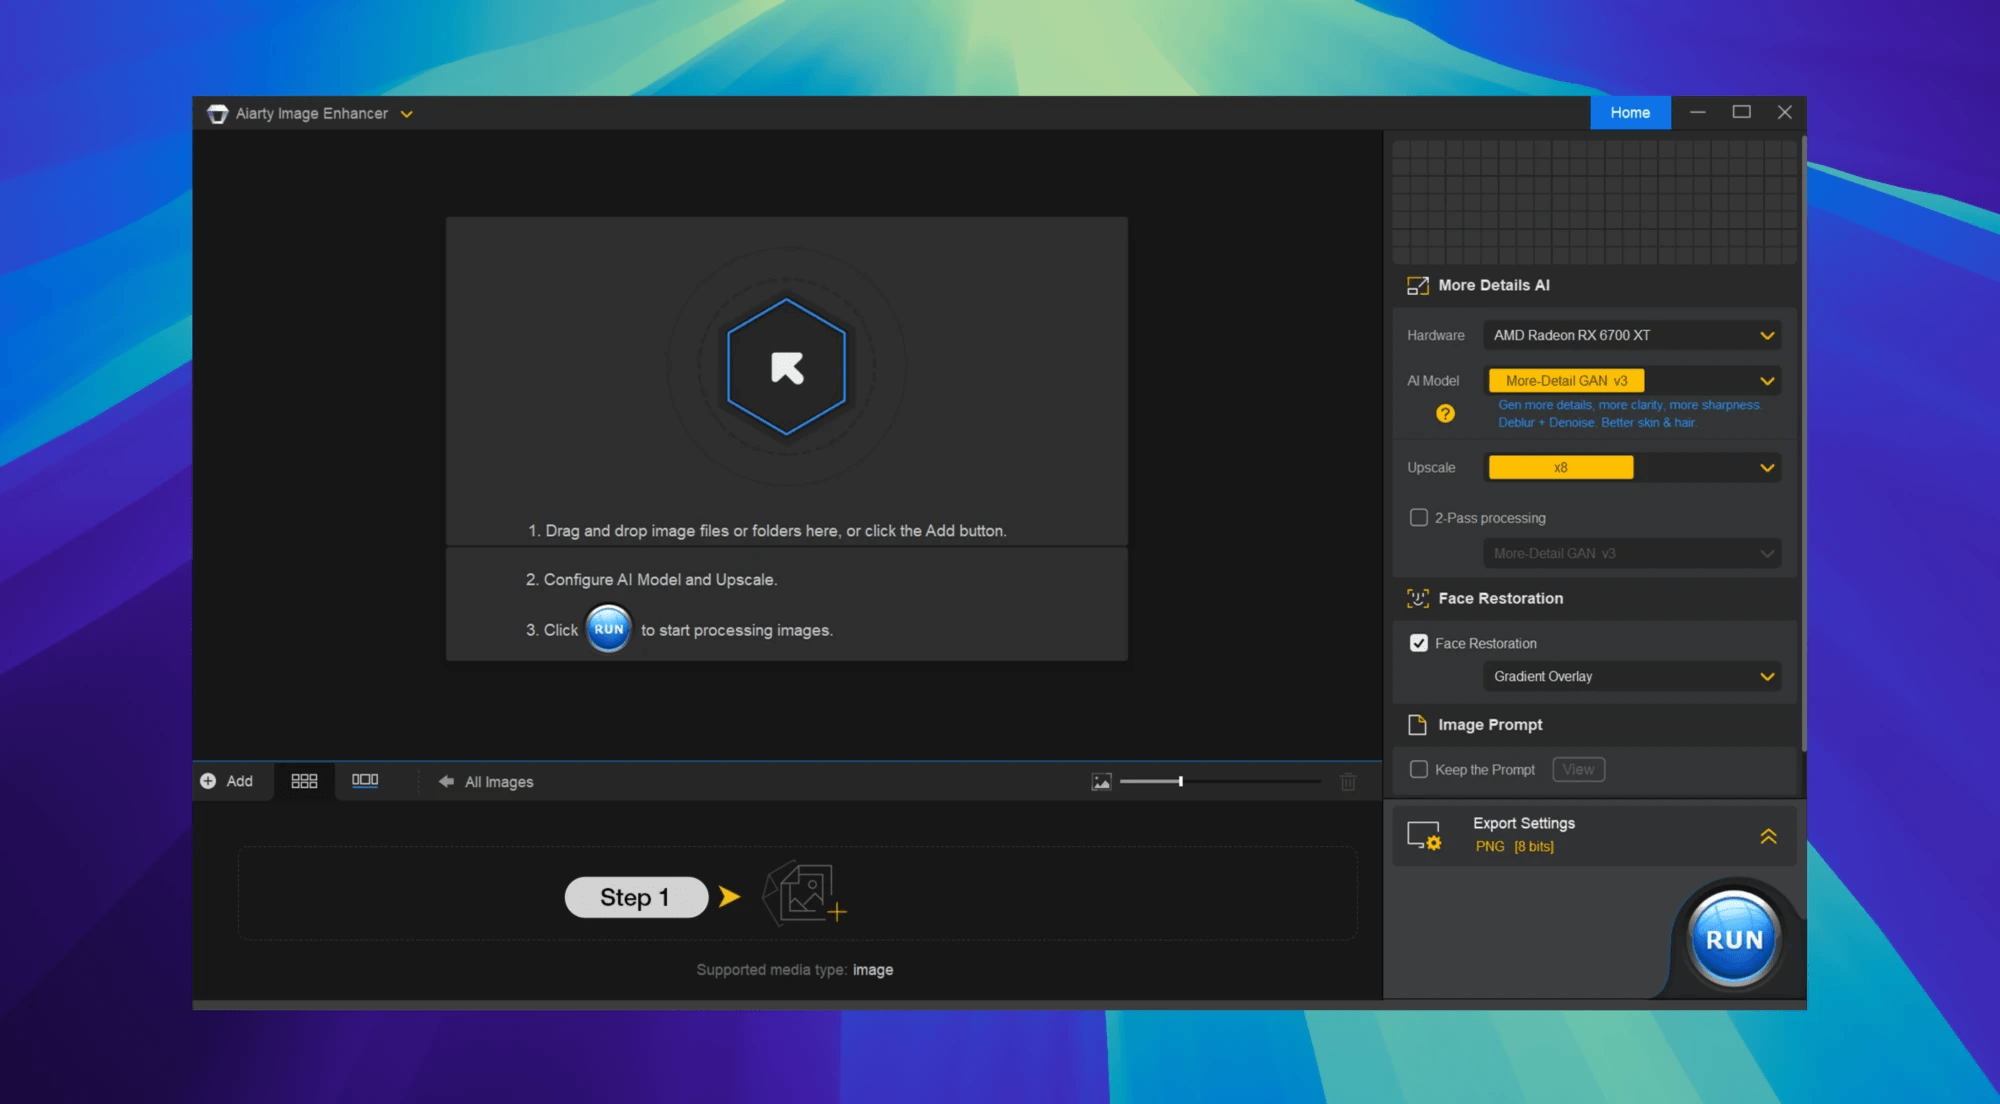 Aiarty Image Enhancer
Home
1. Drag and drop image files or folders here, or click the Add button.
2. Configure AI Model and Upscale.
3. Click RUN to start processing images.
More Details AI
Hardware AMD Radeon RX 6700 XT
AI Model More-Detail GAN v3
? Gen more details, more clarity, more sharpness.
Deblur + Denoise. Better skin & hair.
Upscale x8
2-Pass processing
More-Detail GAN v3
Face Restoration
Face Restoration
Gradient Overlay
Image Prompt
Keep the Prompt View
Add All Images
Export Settings
PNG [8 bits]
Step 1
RUN
Supported media type: image